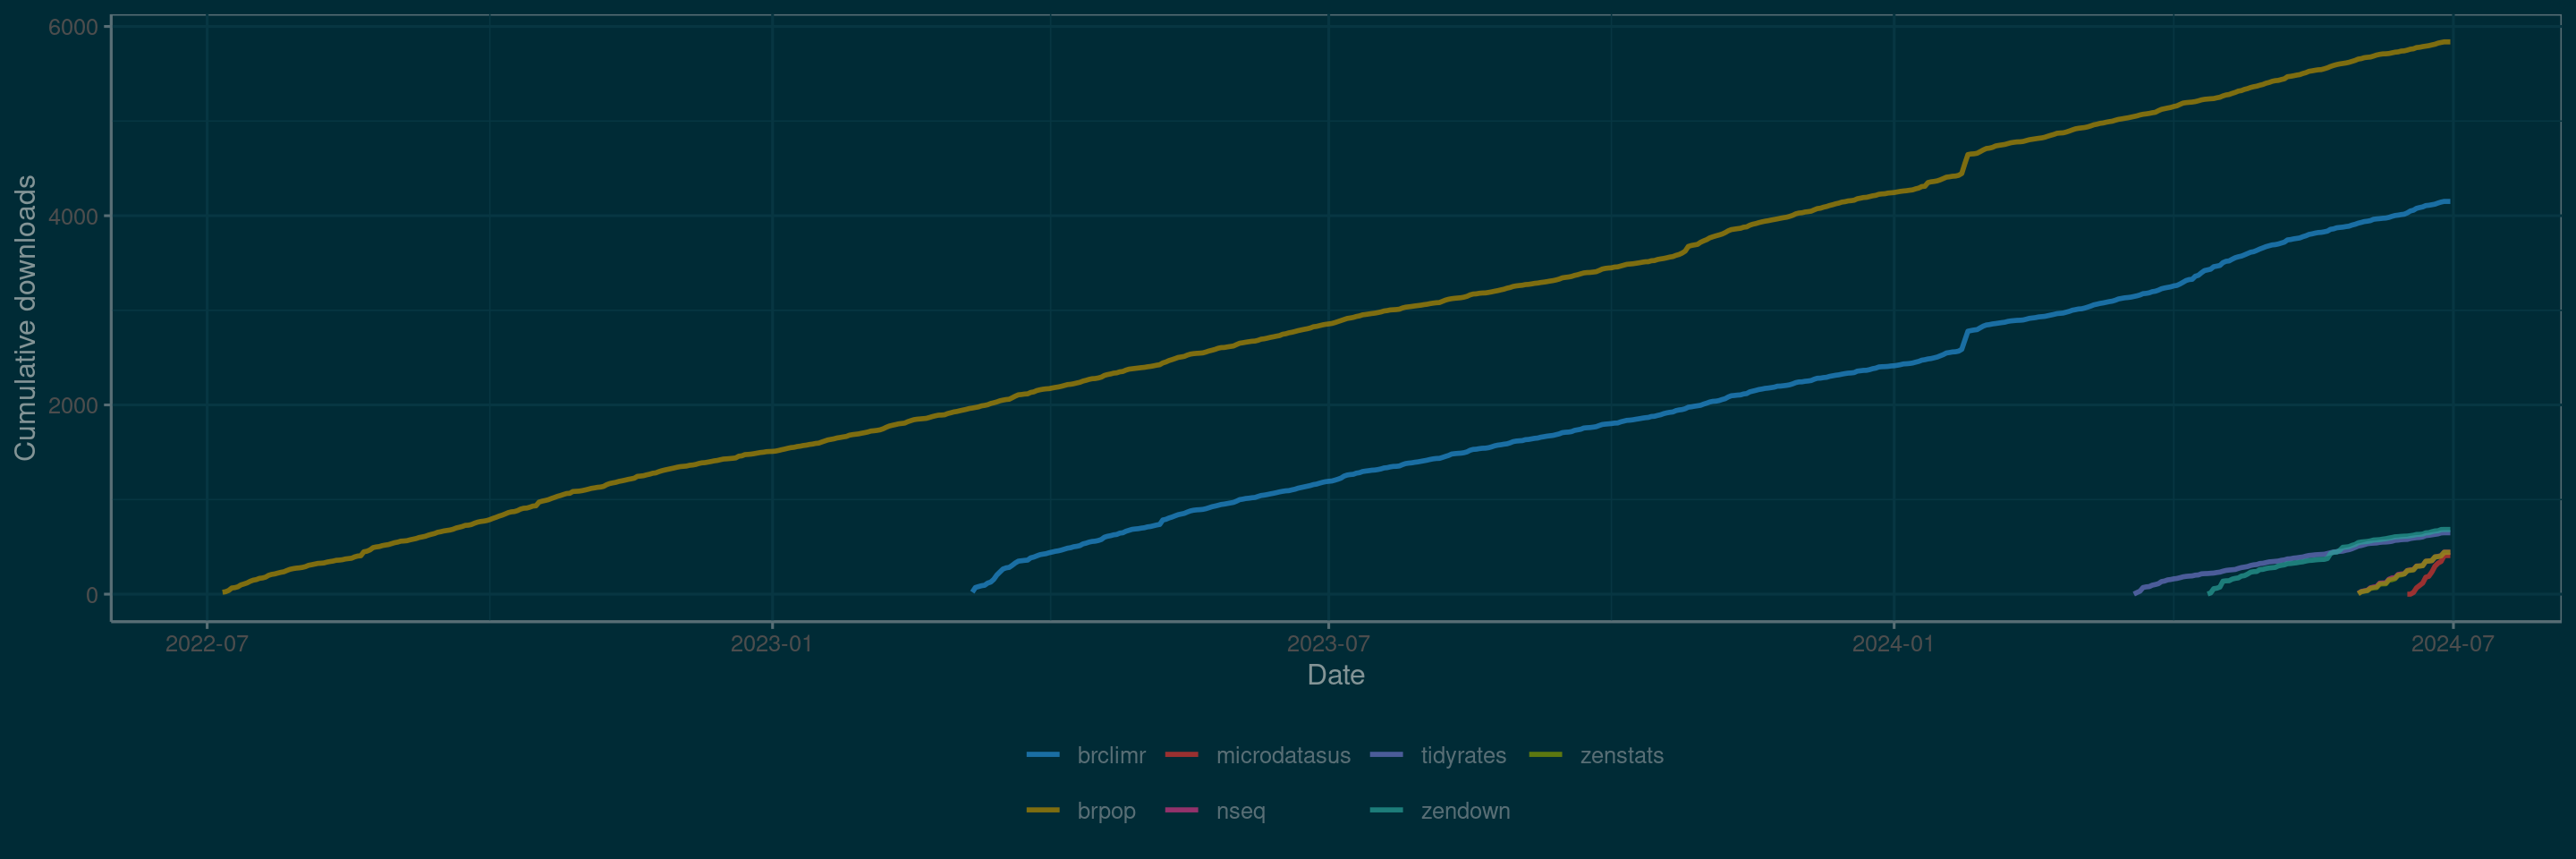 Cumulative downloads
6000
4000
2000
0
2022-07 2023-01 2023-07 2024-01 2024-07
Date
brclimr microdatasus tidyrates zenstats
brpop nseq zendown